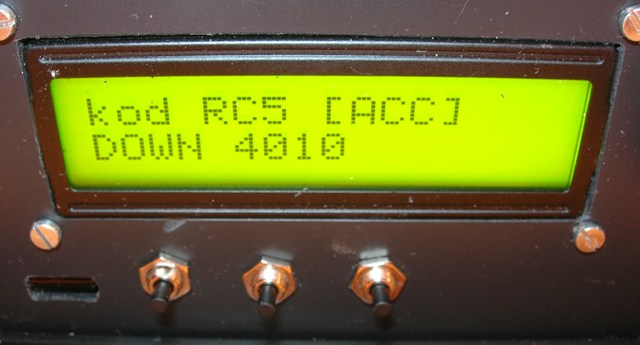 kod RC5 [ACC]
DOWN 4010